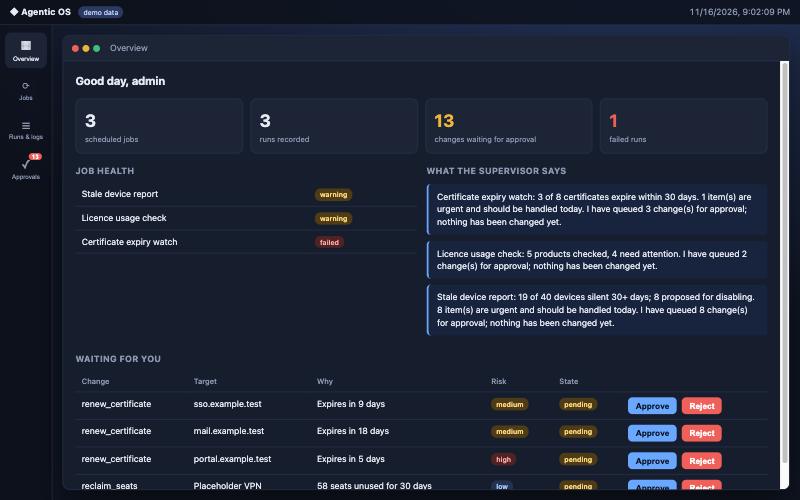 Agentic OS demo data 11/16/2026, 9:02:09 PM
Overview
Jobs
Runs & logs
13
Approvals
Overview
Good day, admin
3
scheduled jobs
3
runs recorded
13
changes waiting for approval
1
failed runs
JOB HEALTH
Stale device report warning
Licence usage check warning
Certificate expiry watch failed
WHAT THE SUPERVISOR SAYS
Certificate expiry watch: 3 of 8 certificates expire within 30 days. 1 item(s) are
urgent and should be handled today. I have queued 3 change(s) for approval;
nothing has been changed yet.
Licence usage check: 5 products checked, 4 need attention. I have queued 2
change(s) for approval; nothing has been changed yet.
Stale device report: 19 of 40 devices silent 30+ days; 8 proposed for disabling.
8 item(s) are urgent and should be handled today. I have queued 8 change(s)
for approval; nothing has been changed yet.
WAITING FOR YOU
Change Target Why Risk State
renew_certificate sso.example.test Expires in 9 days medium pending Approve Reject
renew_certificate mail.example.test Expires in 18 days medium pending Approve Reject
renew_certificate portal.example.test Expires in 5 days high pending Approve Reject
reclaim_seats Placeholder VPN 58 seats unused for 30 days low pending Approve Reject